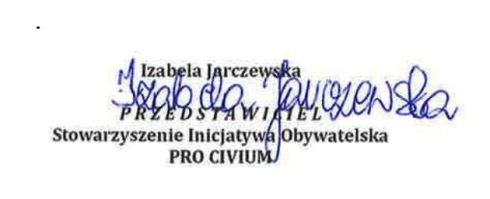 Izabela Jarczewska
Izabela Jarczewska
PRZEDSTAWICIEL
Stowarzyszenie Inicjatywa Obywatelska
PRO CIVIUM